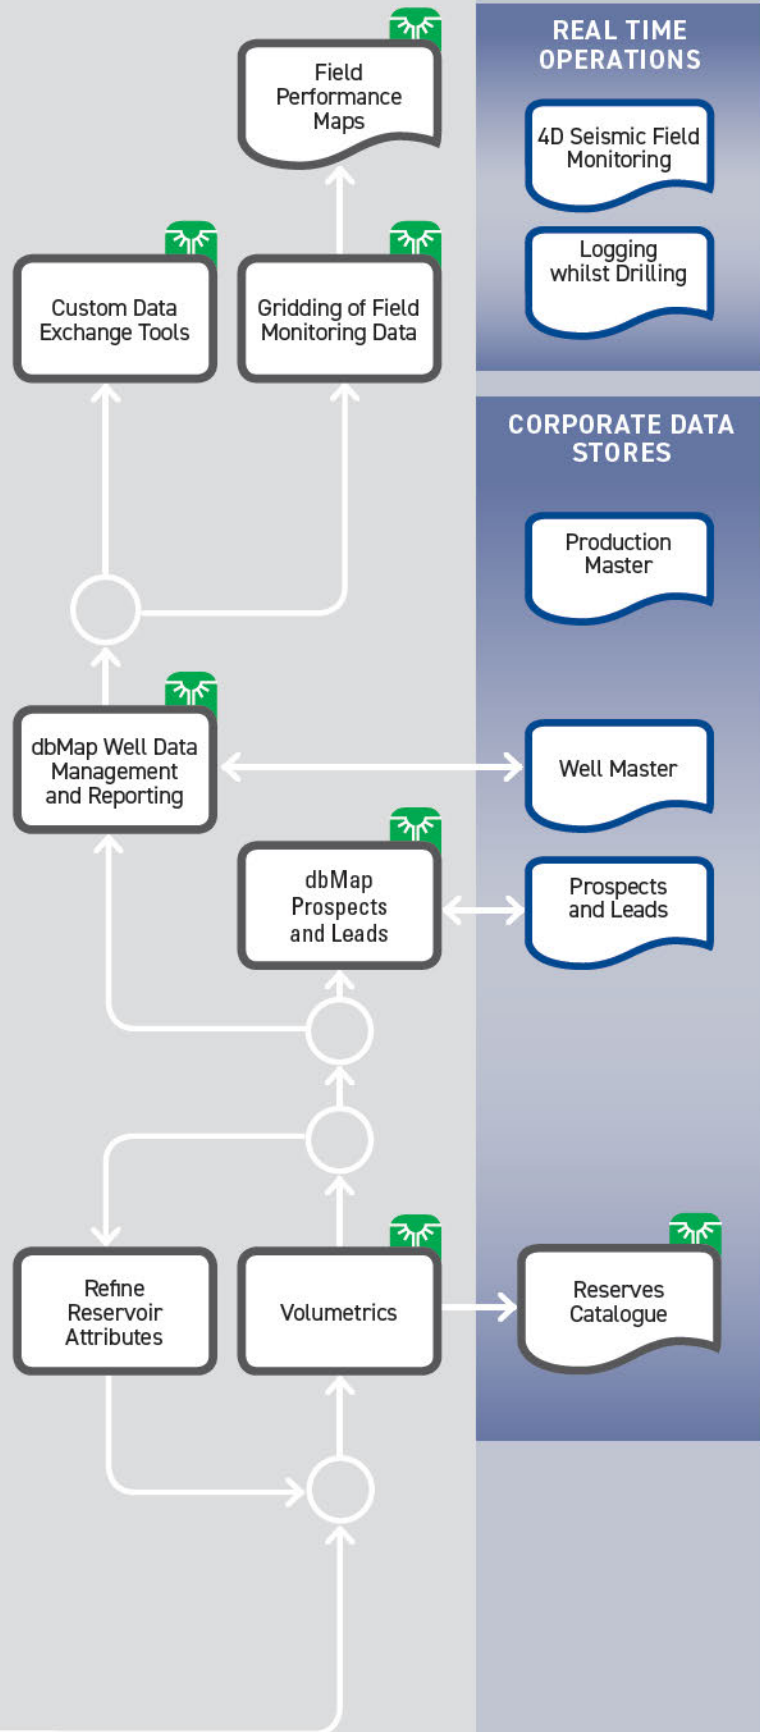 Field
Performance
Maps
REAL TIME
OPERATIONS
4D Seismic Field
Monitoring
Logging
whilst Drilling
Custom Data
Exchange Tools
Gridding of Field
Monitoring Data
CORPORATE DATA
STORES
Production
Master
dbMap Well Data
Management
and Reporting
Well Master
dbMap
Prospects
and Leads
Prospects
and Leads
Refine
Reservoir
Attributes
Volumetrics
Reserves
Catalogue